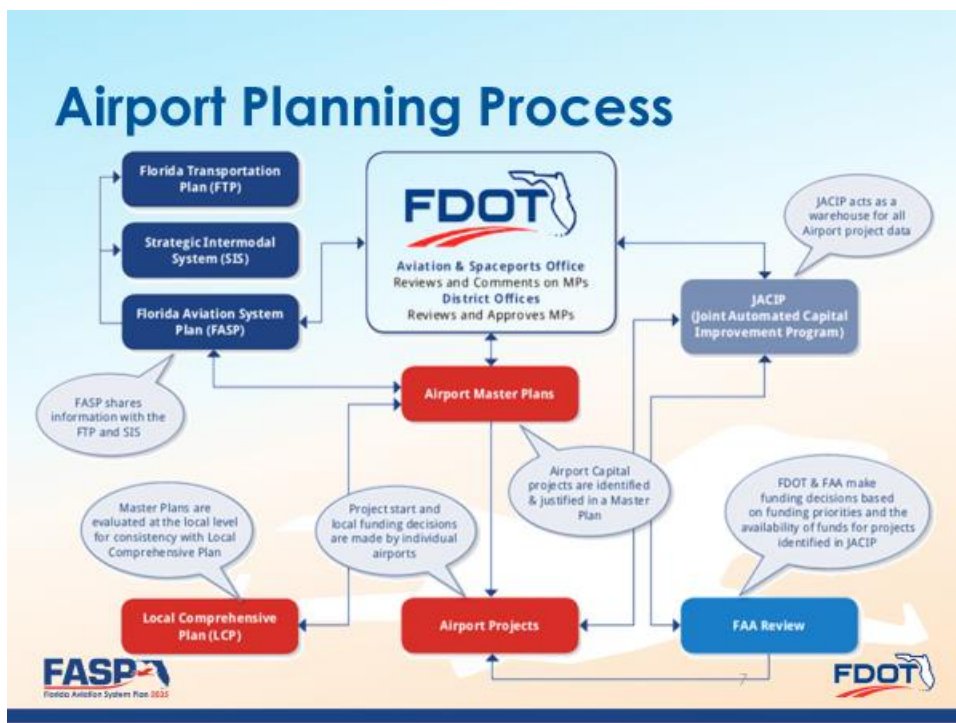 Airport Planning Process
Florida Transportation
Plan (FTP)
Strategic Intermodal
System (SIS)
Florida Aviation System
Plan (FASP)
FDOT
Aviation & Spaceports Office
Reviews and Comments on MPs
District Offices
Reviews and Approves MPs
JACIP acts as a
warehouse for all
Airport project data
JACIP
(Joint Automated Capital
Improvement Program)
FASP shares
information with the
FTP and SIS
Airport Master Plans
Airport Capital
projects are identified
& justified in a Master
Plan
Master Plans are
evaluated at the local level
for consistency with Local
Comprehensive Plan
Project start and
local funding decisions
are made by individual
airports
FDOT & FAA make
funding decisions based
on funding priorities and the
availability of funds for projects
identified in JACIP
Local Comprehensive
Plan (LCP)
Airport Projects
FAA Review
FASP
Florida Aviation System Plan 2035
7
FDOT